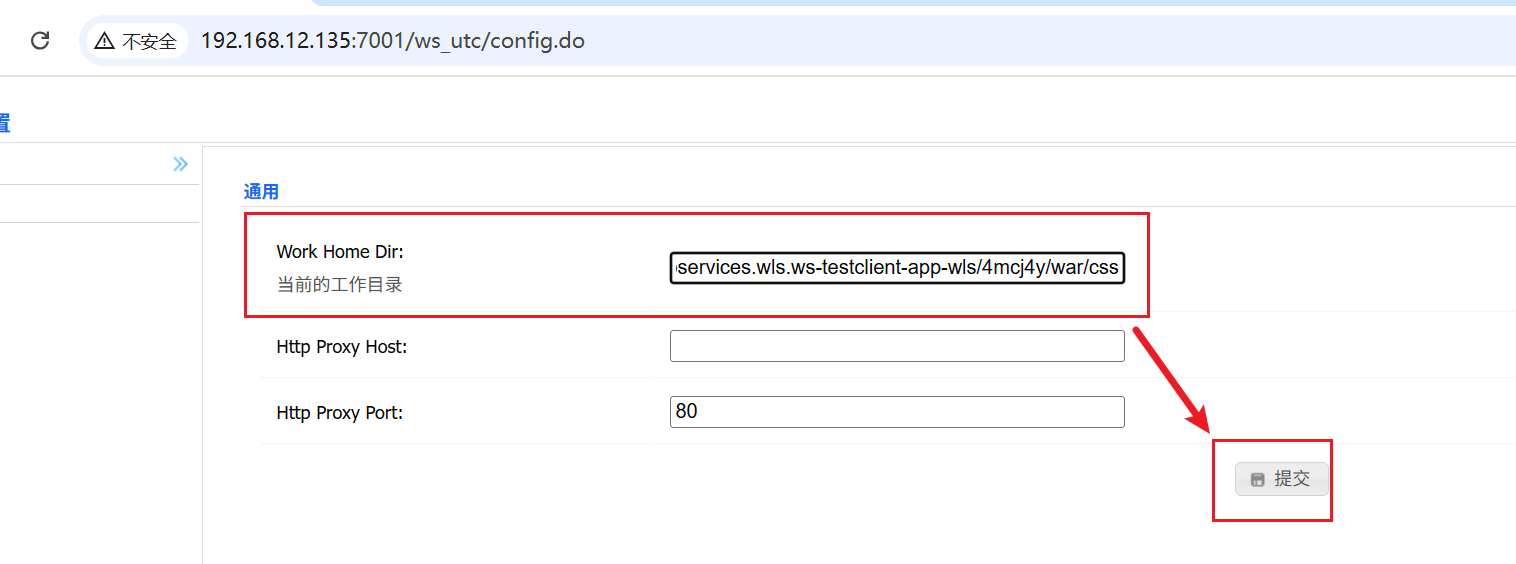 不安全 192.168.12.135:7001/ws_utc/config.do
置
通用
Work Home Dir:
services.wls.ws-testclient-app-wls/4mcj4y/war/css
当前的工作目录
Http Proxy Host:
Http Proxy Port:
80
提交